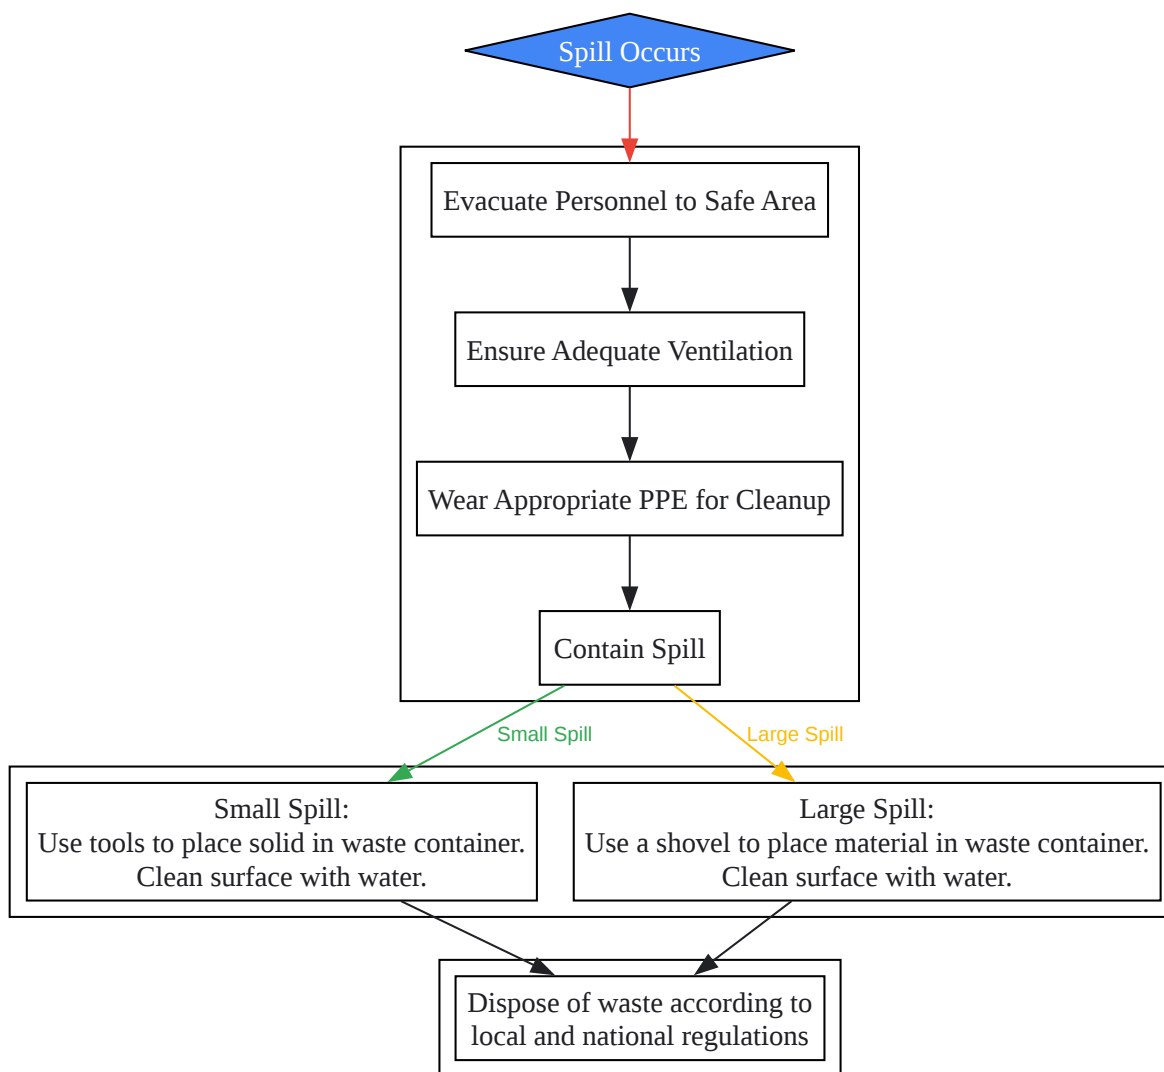 Spill Occurs
Evacuate Personnel to Safe Area
Ensure Adequate Ventilation
Wear Appropriate PPE for Cleanup
Contain Spill
Small Spill
Large Spill
Small Spill:
Use tools to place solid in waste container.
Clean surface with water.
Large Spill:
Use a shovel to place material in waste container.
Clean surface with water.
Dispose of waste according to
local and national regulations